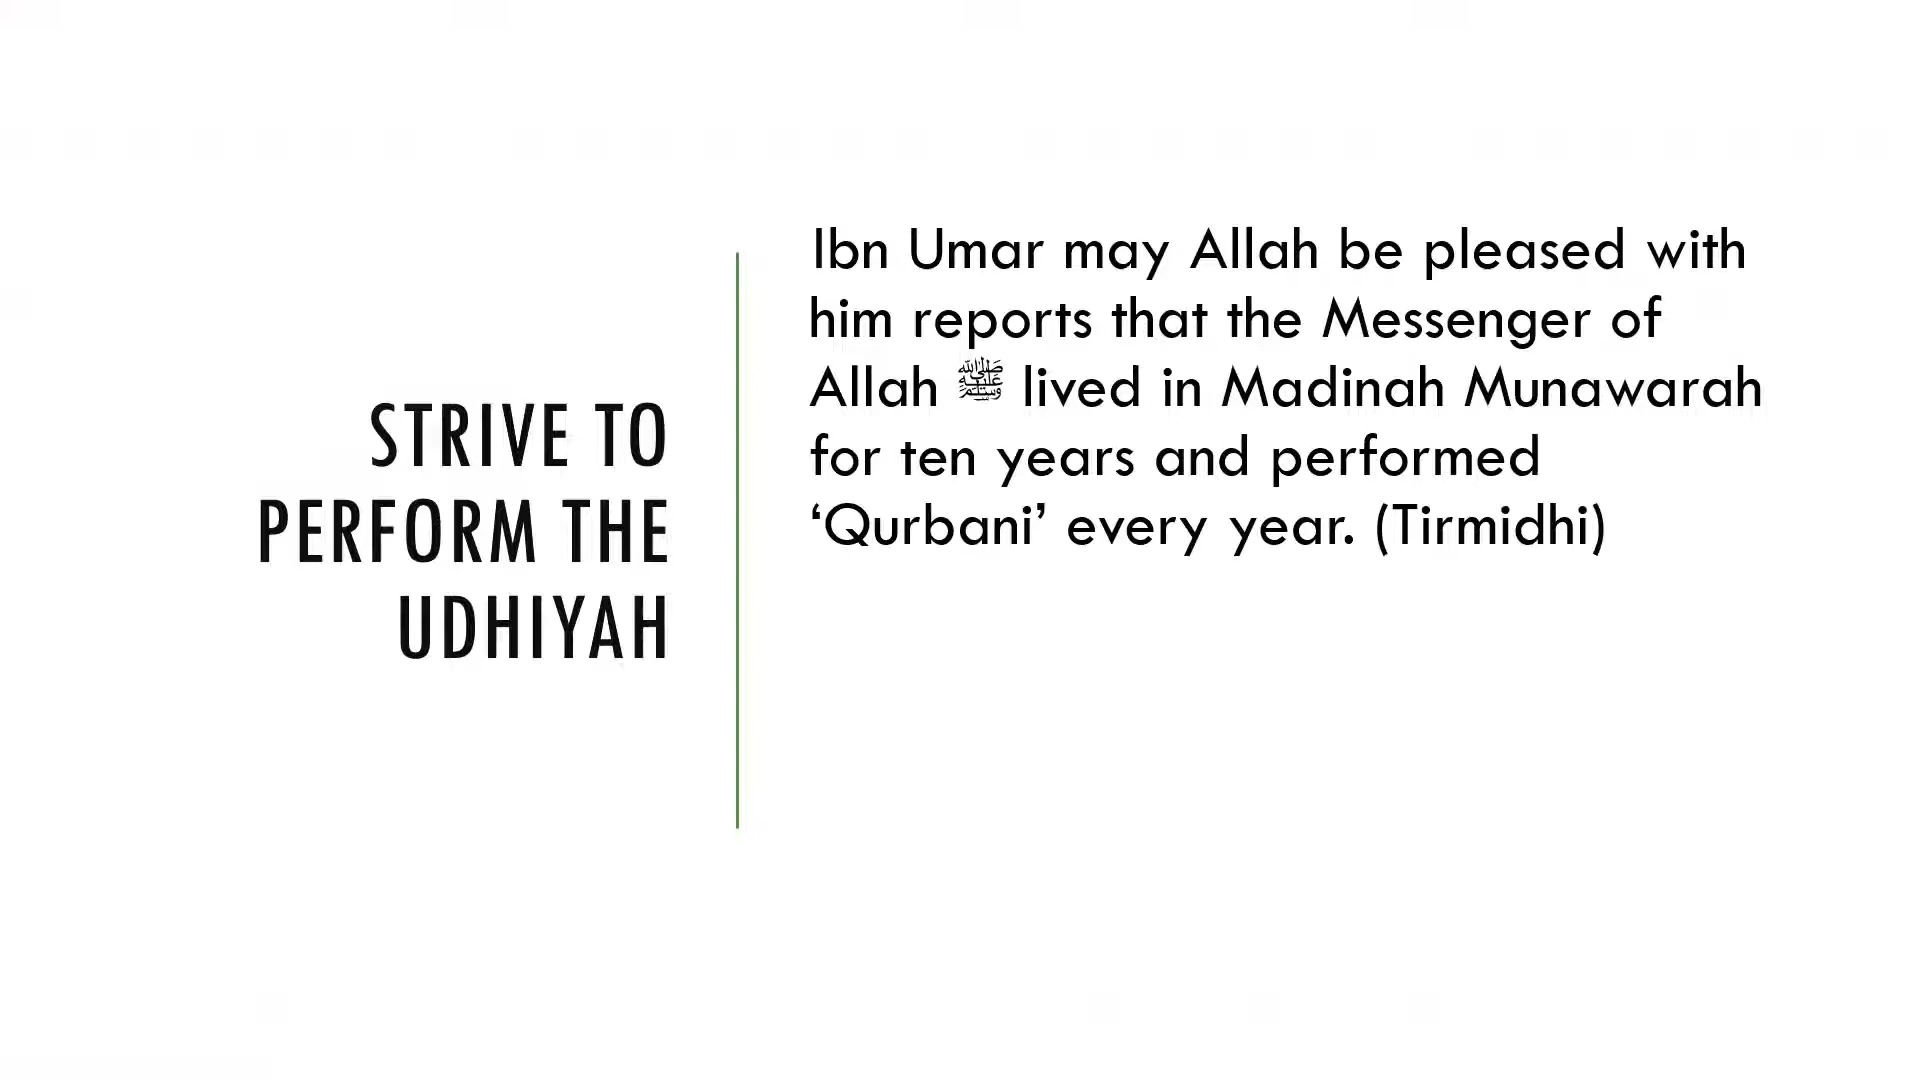 STRIVE TO
PERFORM THE
UDHIYAH
Ibn Umar may Allah be pleased with
him reports that the Messenger of
Allah ﷺ lived in Madinah Munawarah
for ten years and performed
‘Qurbani’ every year. (Tirmidhi)